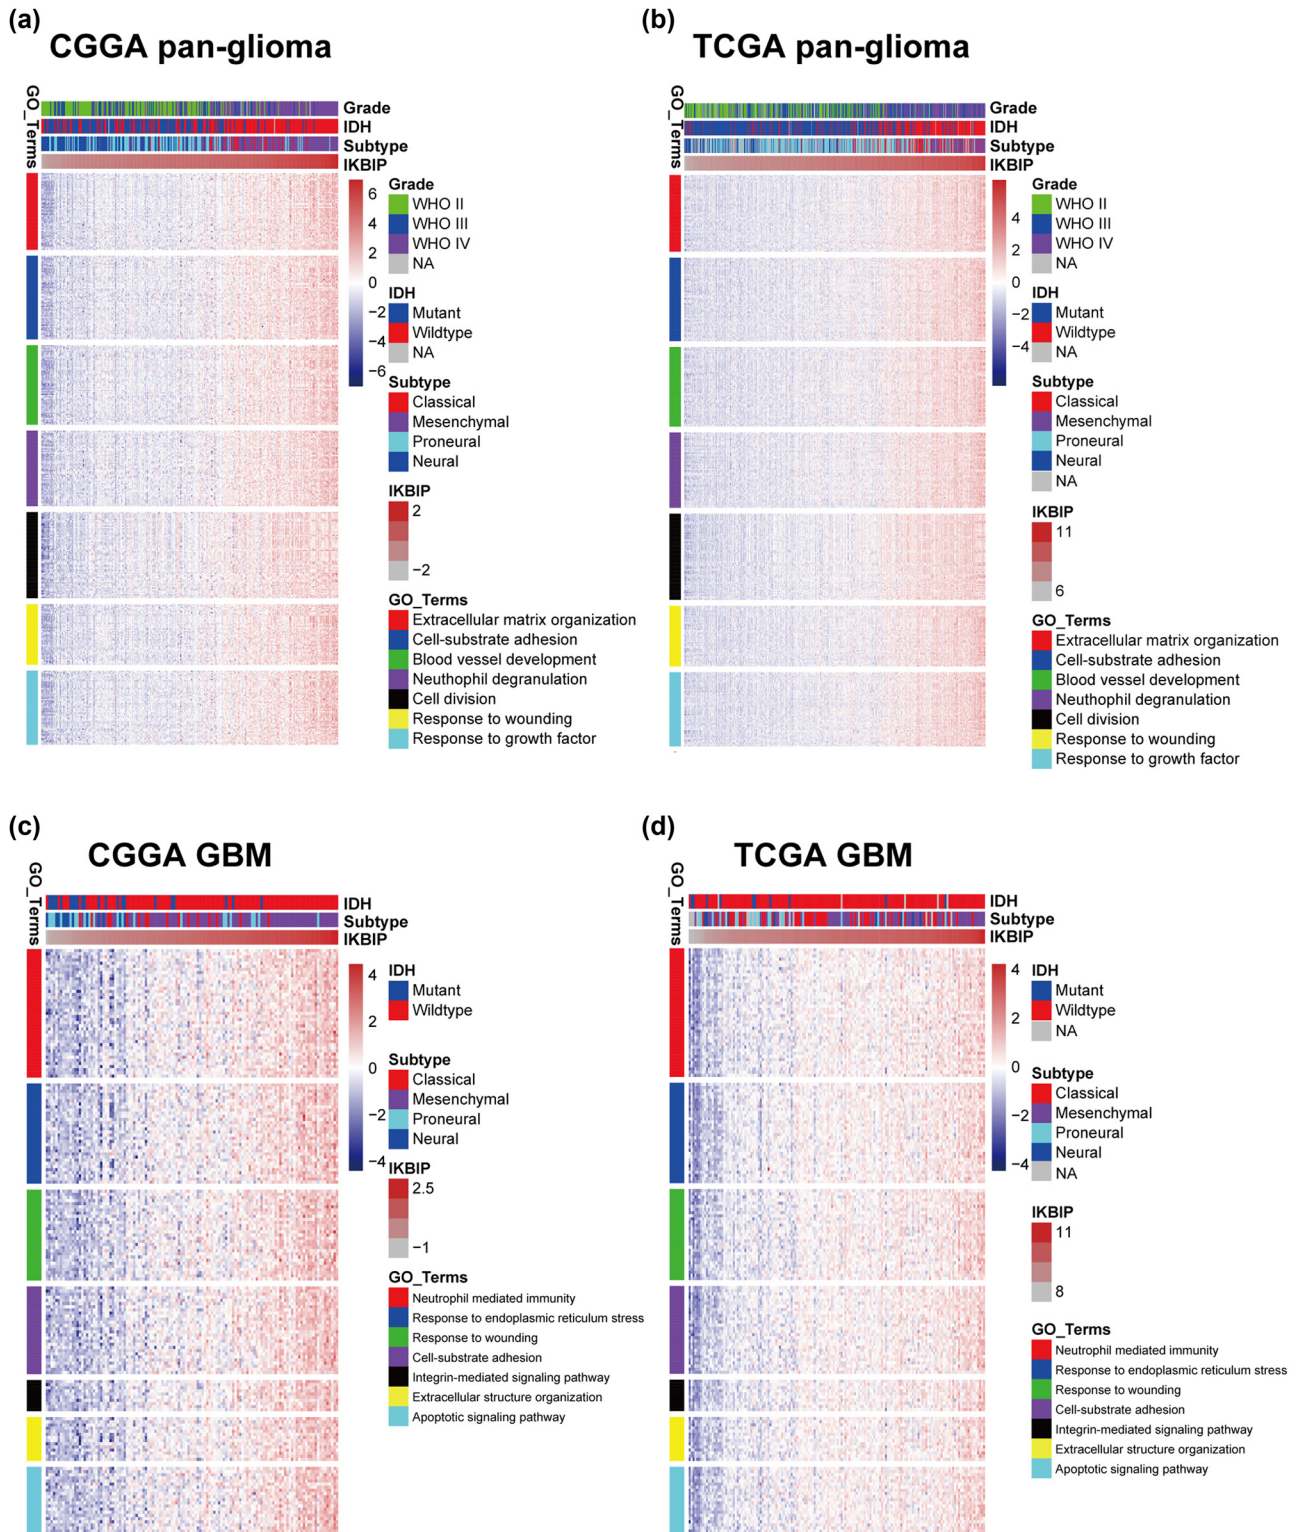 (a)
CGGA pan-glioma
GO_Terms
Grade
IDH
Subtype
IKBIP
6
4
2
0
−2
−4
−6
Grade
WHO II
WHO III
WHO IV
NA
IDH
Mutant
Wildtype
NA
Subtype
Classical
Mesenchymal
Proneural
Neural
IKBIP
2
−2
GO_Terms
Extracellular matrix organization
Cell-substrate adhesion
Blood vessel development
Neuthophil degranulation
Cell division
Response to wounding
Response to growth factor
(b)
TCGA pan-glioma
GO_Terms
Grade
IDH
Subtype
IKBIP
4
2
0
−2
−4
Grade
WHO II
WHO III
WHO IV
NA
IDH
Mutant
Wildtype
NA
Subtype
Classical
Mesenchymal
Proneural
Neural
NA
IKBIP
11
6
GO_Terms
Extracellular matrix organization
Cell-substrate adhesion
Blood vessel development
Neuthophil degranulation
Cell division
Response to wounding
Response to growth factor
(c)
CGGA GBM
GO_Terms
IDH
Subtype
IKBIP
4
2
0
−2
−4
IDH
Mutant
Wildtype
Subtype
Classical
Mesenchymal
Proneural
Neural
IKBIP
2.5
−1
GO_Terms
Neutrophil mediated immunity
Response to endoplasmic reticulum stress
Response to wounding
Cell-substrate adhesion
Integrin-mediated signaling pathway
Extracellular structure organization
Apoptotic signaling pathway
(d)
TCGA GBM
GO_Terms
IDH
Subtype
IKBIP
4
2
0
−2
−4
IDH
Mutant
Wildtype
NA
Subtype
Classical
Mesenchymal
Proneural
Neural
NA
IKBIP
11
8
GO_Terms
Neutrophil mediated immunity
Response to endoplasmic reticulum stress
Response to wounding
Cell-substrate adhesion
Integrin-mediated signaling pathway
Extracellular structure organization
Apoptotic signaling pathway